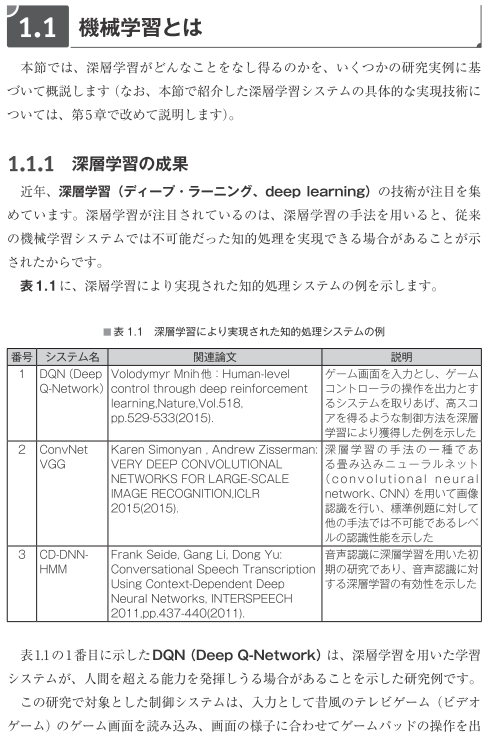 1.1 機械学習とは
本節では、深層学習がどんなことをなし得るのかを、いくつかの研究実例に基
づいて概説します（なお、本節で紹介した深層学習システムの具体的な実現技術に
ついては、第5章で改めて説明します）。
1.1.1 深層学習の成果
近年、深層学習（ディープ・ラーニング、deep learning）の技術が注目を集
めています。深層学習が注目されているのは、深層学習の手法を用いると、従来
の機械学習システムでは不可能だった知的処理を実現できる場合があることが示
されたからです。
表1.1に、深層学習により実現された知的処理システムの例を示します。
■表 1.1 深層学習により実現された知的処理システムの例
番号 システム名 関連論文 説明
1
DQN（Deep
Q-Network）
Volodymyr Mnih他：Human-level
control through deep reinforcement
learning,Nature,Vol.518,
pp.529-533(2015).
ゲーム画面を入力とし、ゲーム
コントローラの操作を出力とす
るシステムを取りあげ、高スコ
アを得るような制御方法を深層
学習により獲得した例を示した
2
ConvNet
VGG
Karen Simonyan , Andrew Zisserman:
VERY DEEP CONVOLUTIONAL
NETWORKS FOR LARGE-SCALE
IMAGE RECOGNITION,ICLR
2015(2015).
深層学習の手法の一種であ
る畳み込みニューラルネット
（convolutional neural
network、CNN）を用いて画像
認識を行い、標準例題に対して
他の手法では不可能であるレベ
ルの認識性能を示した
3
CD-DNN-
HMM
Frank Seide, Gang Li, Dong Yu:
Conversational Speech Transcription
Using Context-Dependent Deep
Neural Networks, INTERSPEECH
2011,pp.437-440(2011).
音声認識に深層学習を用いた初
期の研究であり、音声認識に対
する深層学習の有効性を示した
表1.1の1番目に示したDQN（Deep Q-Network）は、深層学習を用いた学習
システムが、人間を超える能力を発揮しうる場合があることを示した研究例です。
この研究で対象とした制御システムは、入力として昔風のテレビゲーム（ビデオ
ゲーム）のゲーム画面を読み込み、画面の様子に合わせてゲームパッドの操作を出